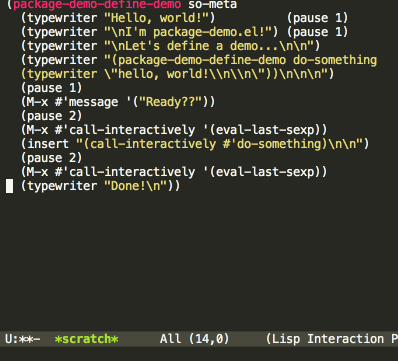 (package-demo-define-demo so-meta
(typewriter "Hello, world!") (pause 1)
(typewriter "\nI'm package-demo.el!") (pause 1)
(typewriter "\nLet's define a demo...\n\n")
(typewriter "(package-define-demo do-something
(typewriter \"hello, world!\\n\\n\"))\n\n\n")
(pause 1)
(M-x #'message '("Ready??"))
(pause 2)
(M-x #'call-interactively '(eval-last-sexp))
(insert "(call-interactively #'do-something)\n\n")
(pause 2)
(M-x #'call-interactively '(eval-last-sexp))
(typewriter "Done!\n"))
U:**- *scratch* All (14,0) (Lisp Interaction P